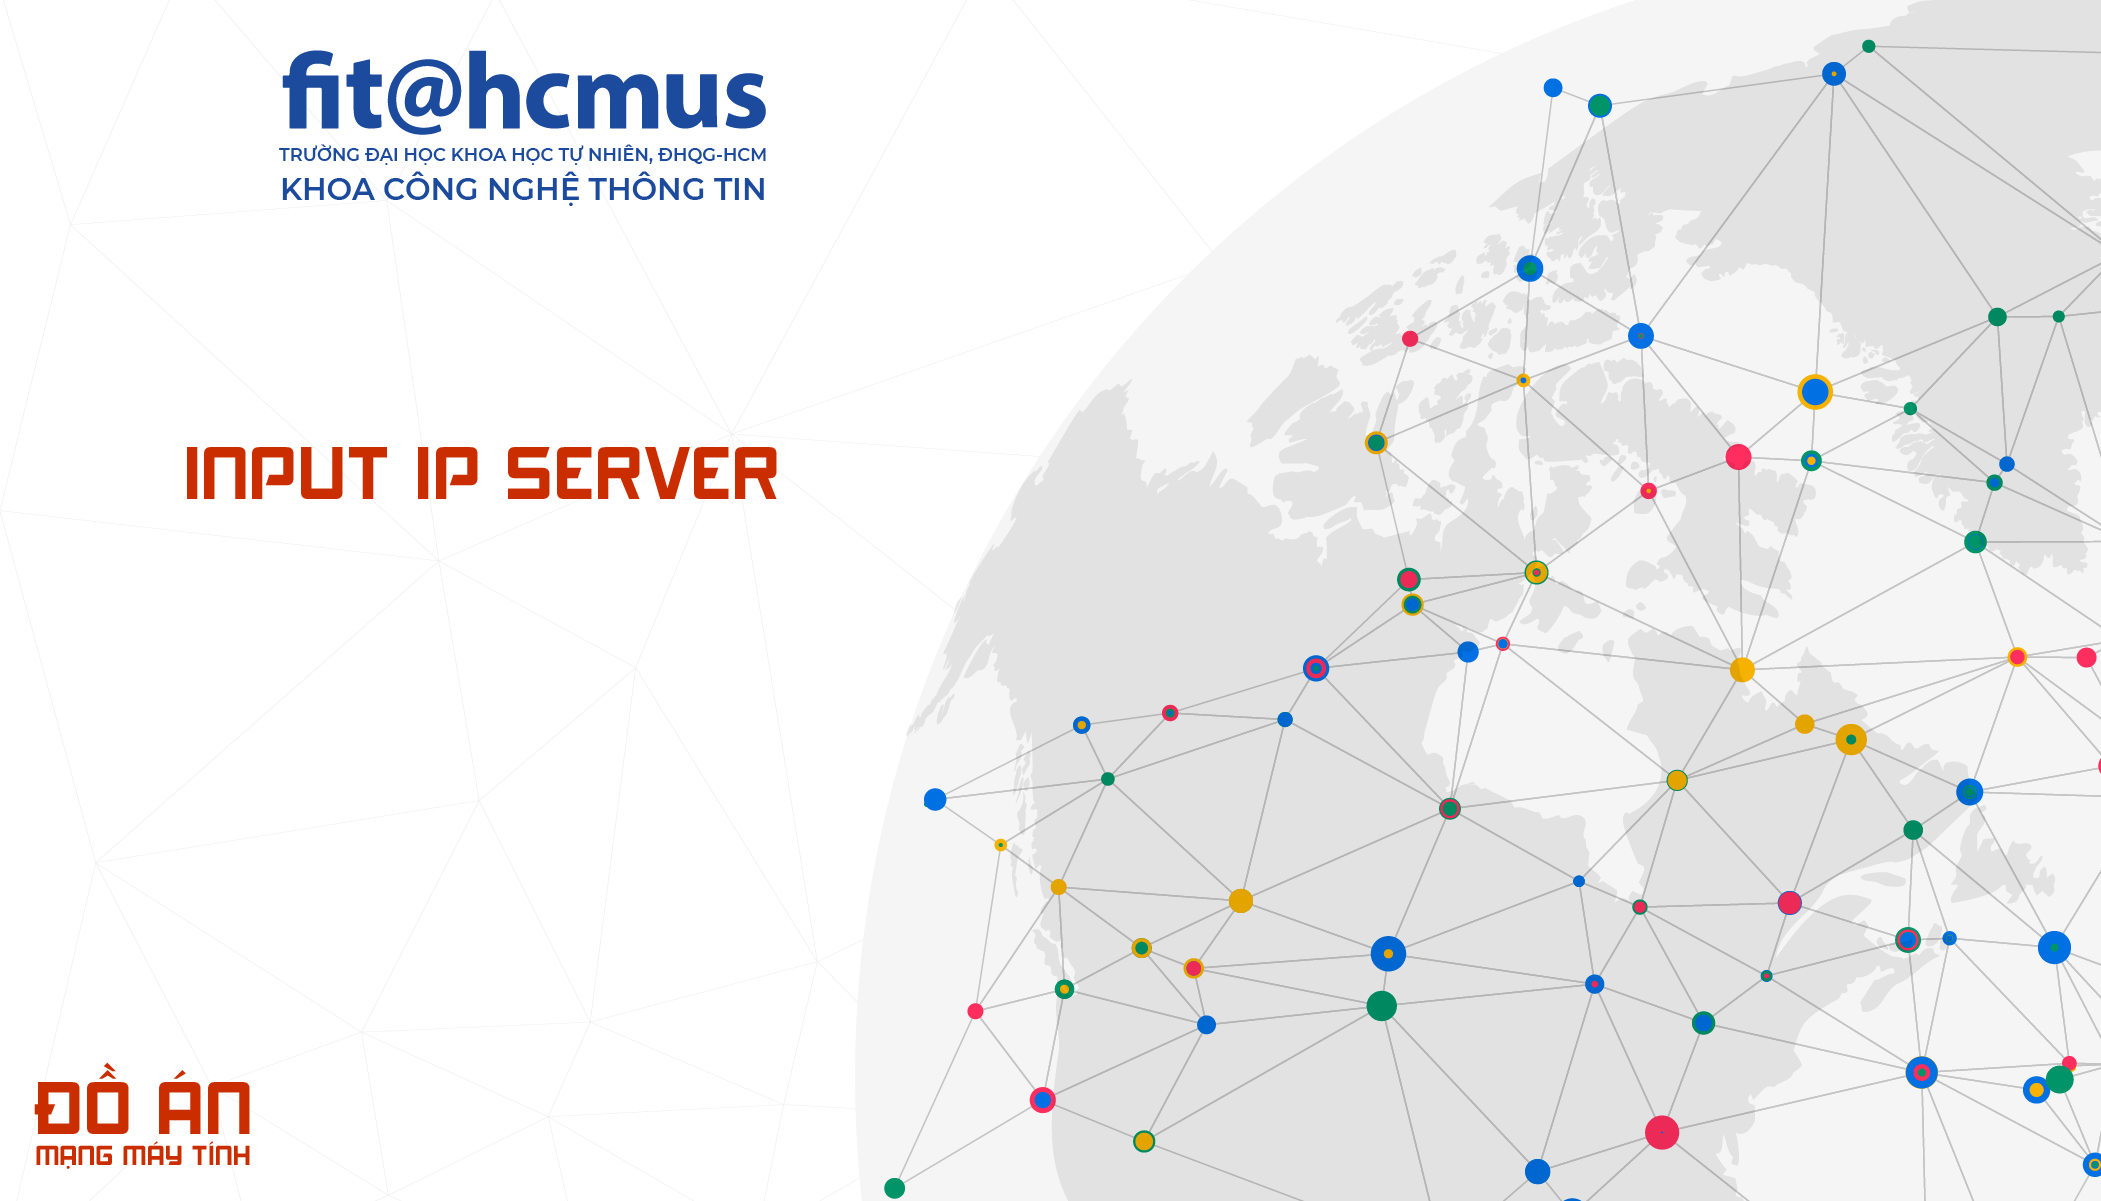 fit@hcmus
TRƯỜNG ĐẠI HỌC KHOA HỌC TỰ NHIÊN, ĐHQG-HCM
KHOA CÔNG NGHỆ THÔNG TIN
INPUT IP SERVER
ĐỒ ÁN
MẠNG MÁY TÍNH